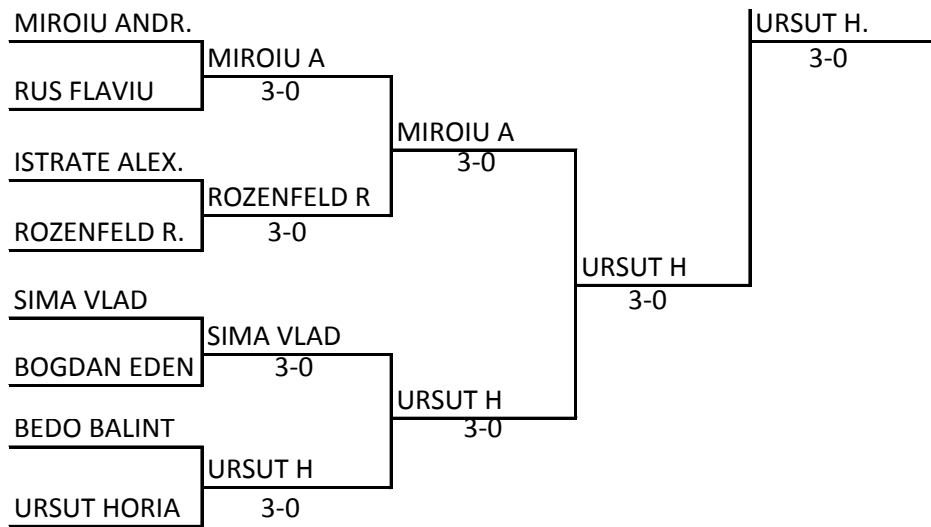 MIROIU ANDR.
URSUT H.
MIROIU A
3-0
RUS FLAVIU
3-0
MIROIU A
ISTRATE ALEX.
3-0
ROZENFELD R
ROZENFELD R.
3-0
URSUT H
SIMA VLAD
3-0
SIMA VLAD
BOGDAN EDEN
3-0
URSUT H
BEDO BALINT
3-0
URSUT H
URSUT HORIA
3-0